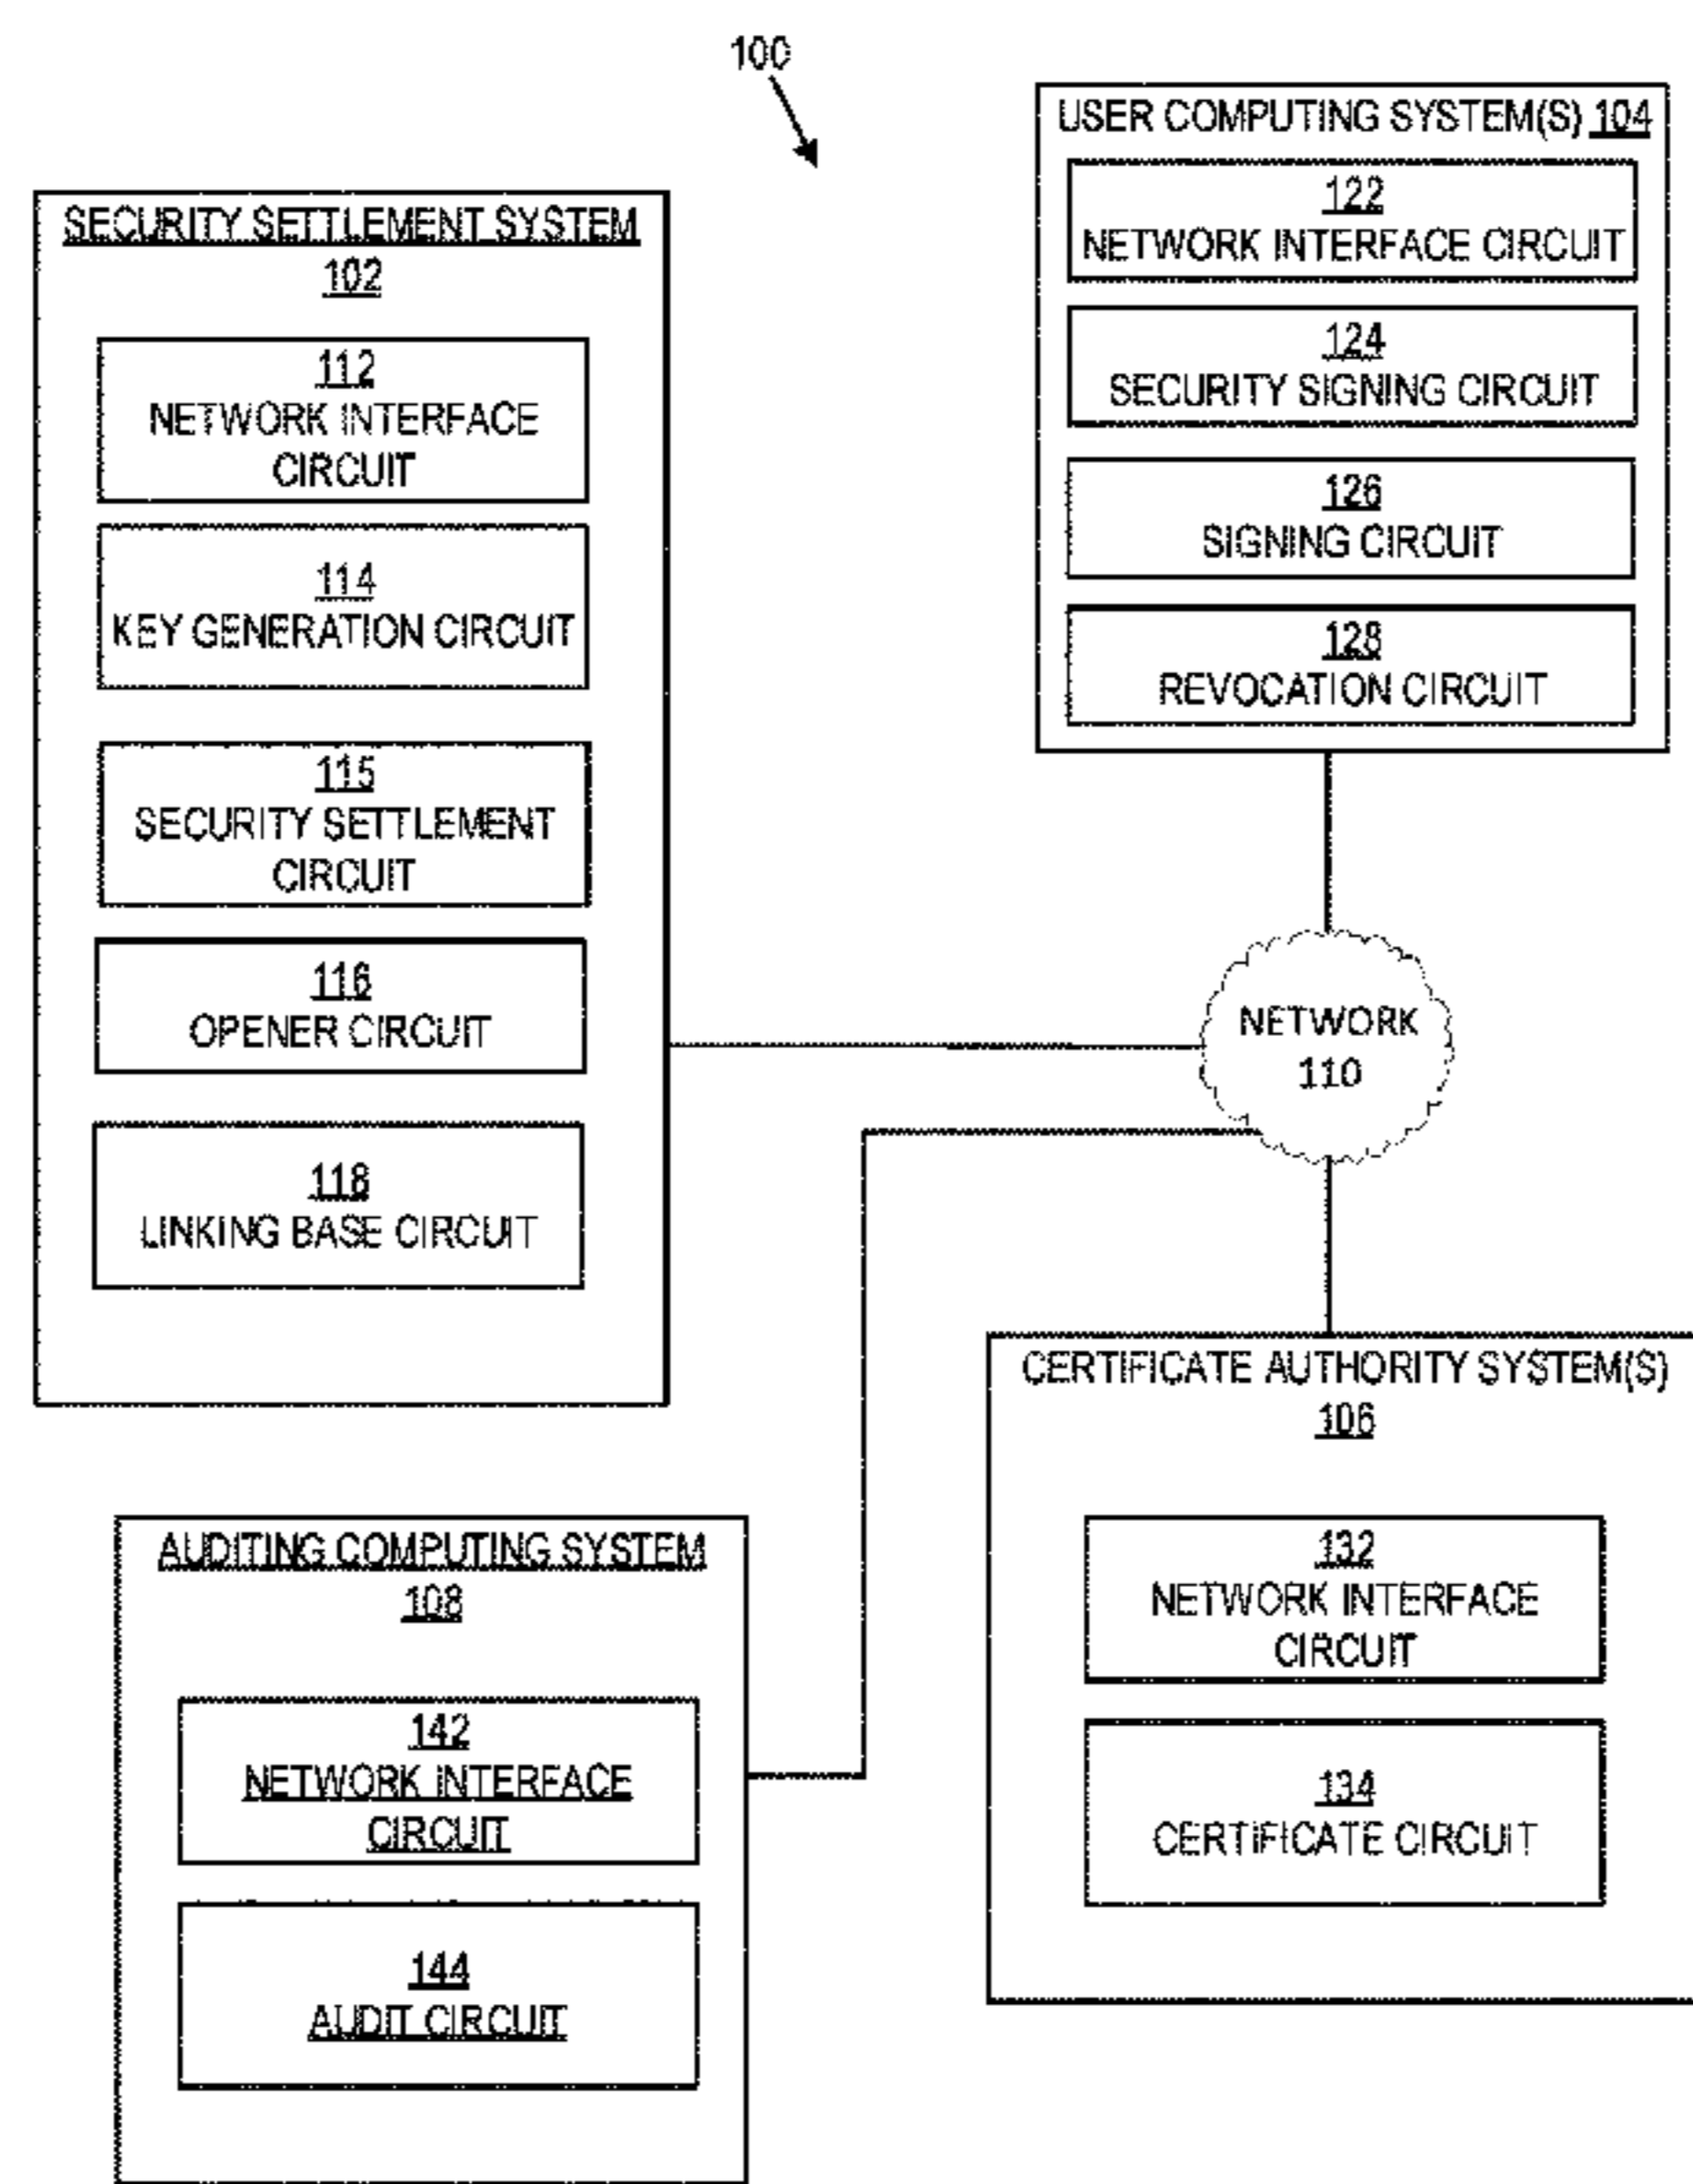 100
SECURITY SETTLEMENT SYSTEM
102
112
NETWORK INTERFACE
CIRCUIT
114
KEY GENERATION CIRCUIT
115
SECURITY SETTLEMENT
CIRCUIT
116
OPENER CIRCUIT
118
LINKING BASE CIRCUIT
USER COMPUTING SYSTEM(S) 104
122
NETWORK INTERFACE CIRCUIT
124
SECURITY SIGNING CIRCUIT
126
SIGNING CIRCUIT
128
REVOCATION CIRCUIT
NETWORK
110
AUDITING COMPUTING SYSTEM
108
142
NETWORK INTERFACE
CIRCUIT
144
AUDIT CIRCUIT
CERTIFICATE AUTHORITY SYSTEM(S)
106
132
NETWORK INTERFACE
CIRCUIT
134
CERTIFICATE CIRCUIT